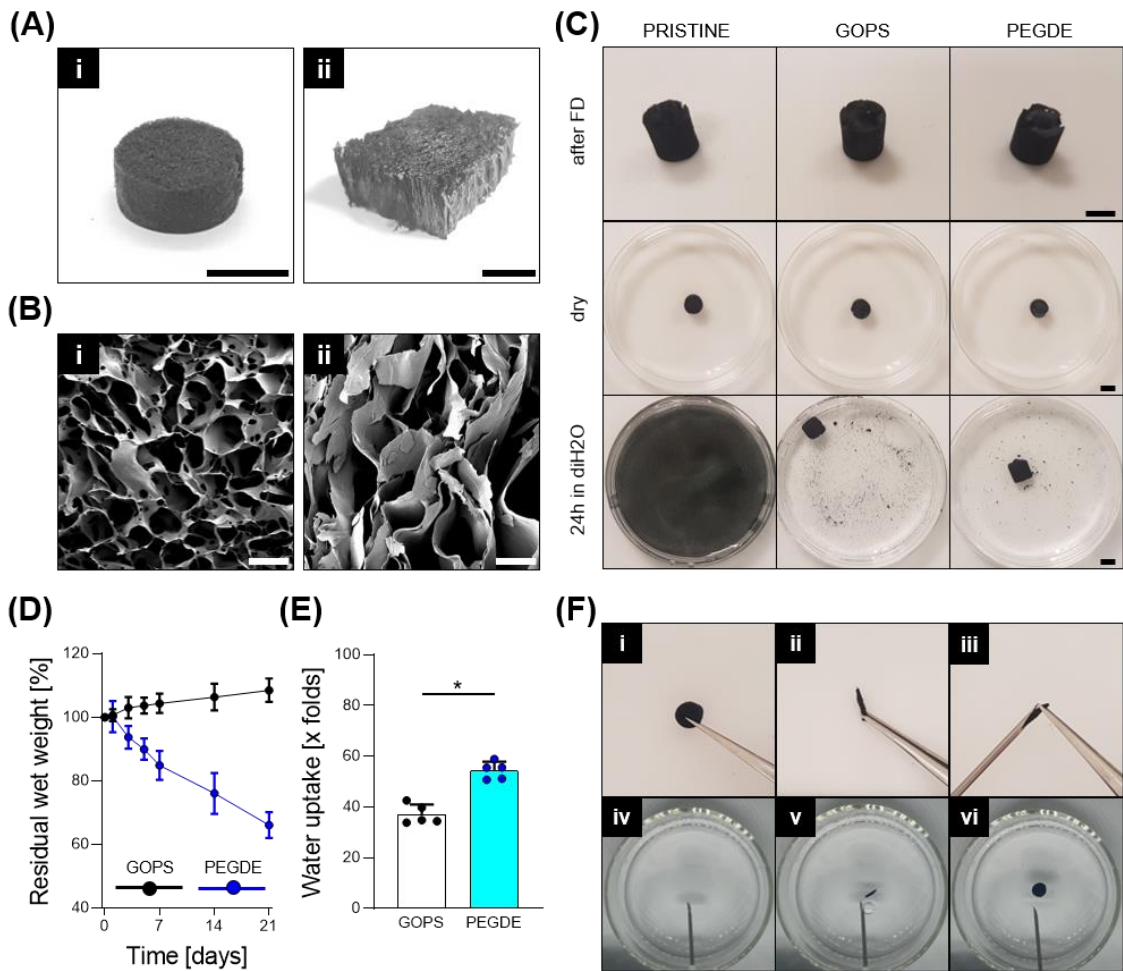 (A)
i
ii
(B)
i
ii
(C)
PRISTINE
GOPS
PEGDE
after FD
dry
24h in diH2O
(D)
Residual wet weight [%]
120
100
80
60
40
GOPS
PEGDE
0
7
14
21
Time [days]
(E)
Water uptake [x folds]
100
80
60
40
20
0
*
GOPS
PEGDE
(F)
i
ii
iii
iv
v
vi